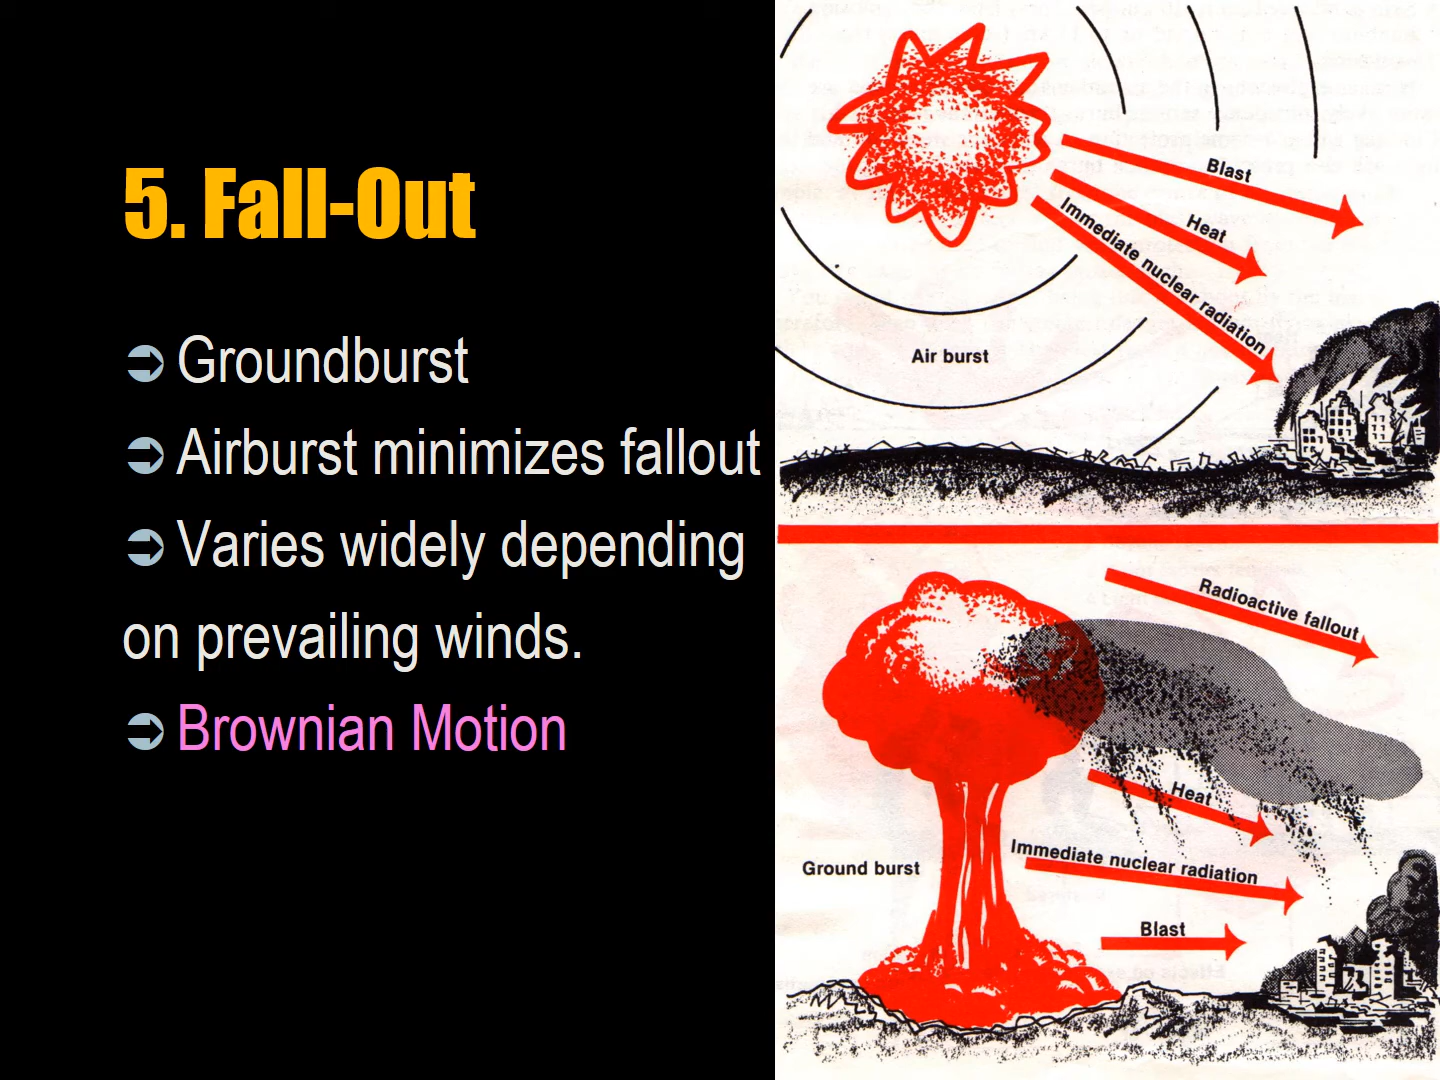 5. Fall-Out
➲ Groundburst
➲ Airburst minimizes fallout
➲ Varies widely depending
on prevailing winds.
➲ Brownian Motion
Blast
Heat
Immediate nuclear radiation
Air burst
Radioactive fallout
Heat
Immediate nuclear radiation
Ground burst
Blast